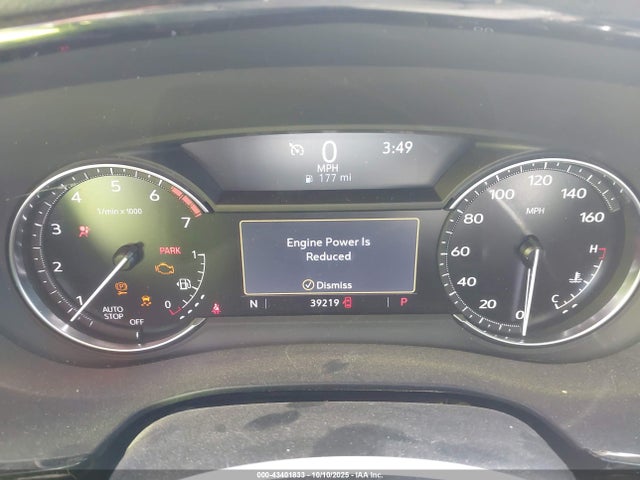 0
3:49
MPH
177 mi
Engine Power Is
Reduced
Dismiss
N
39219
P
1/min x 1000
1
2
3
4
5
6
7
PARK
AUTO
STOP
OFF
1
0
MPH
0
20
40
60
80
100
120
140
160
H
C
000-43401833 - 10/10/2025 - IAA Inc.